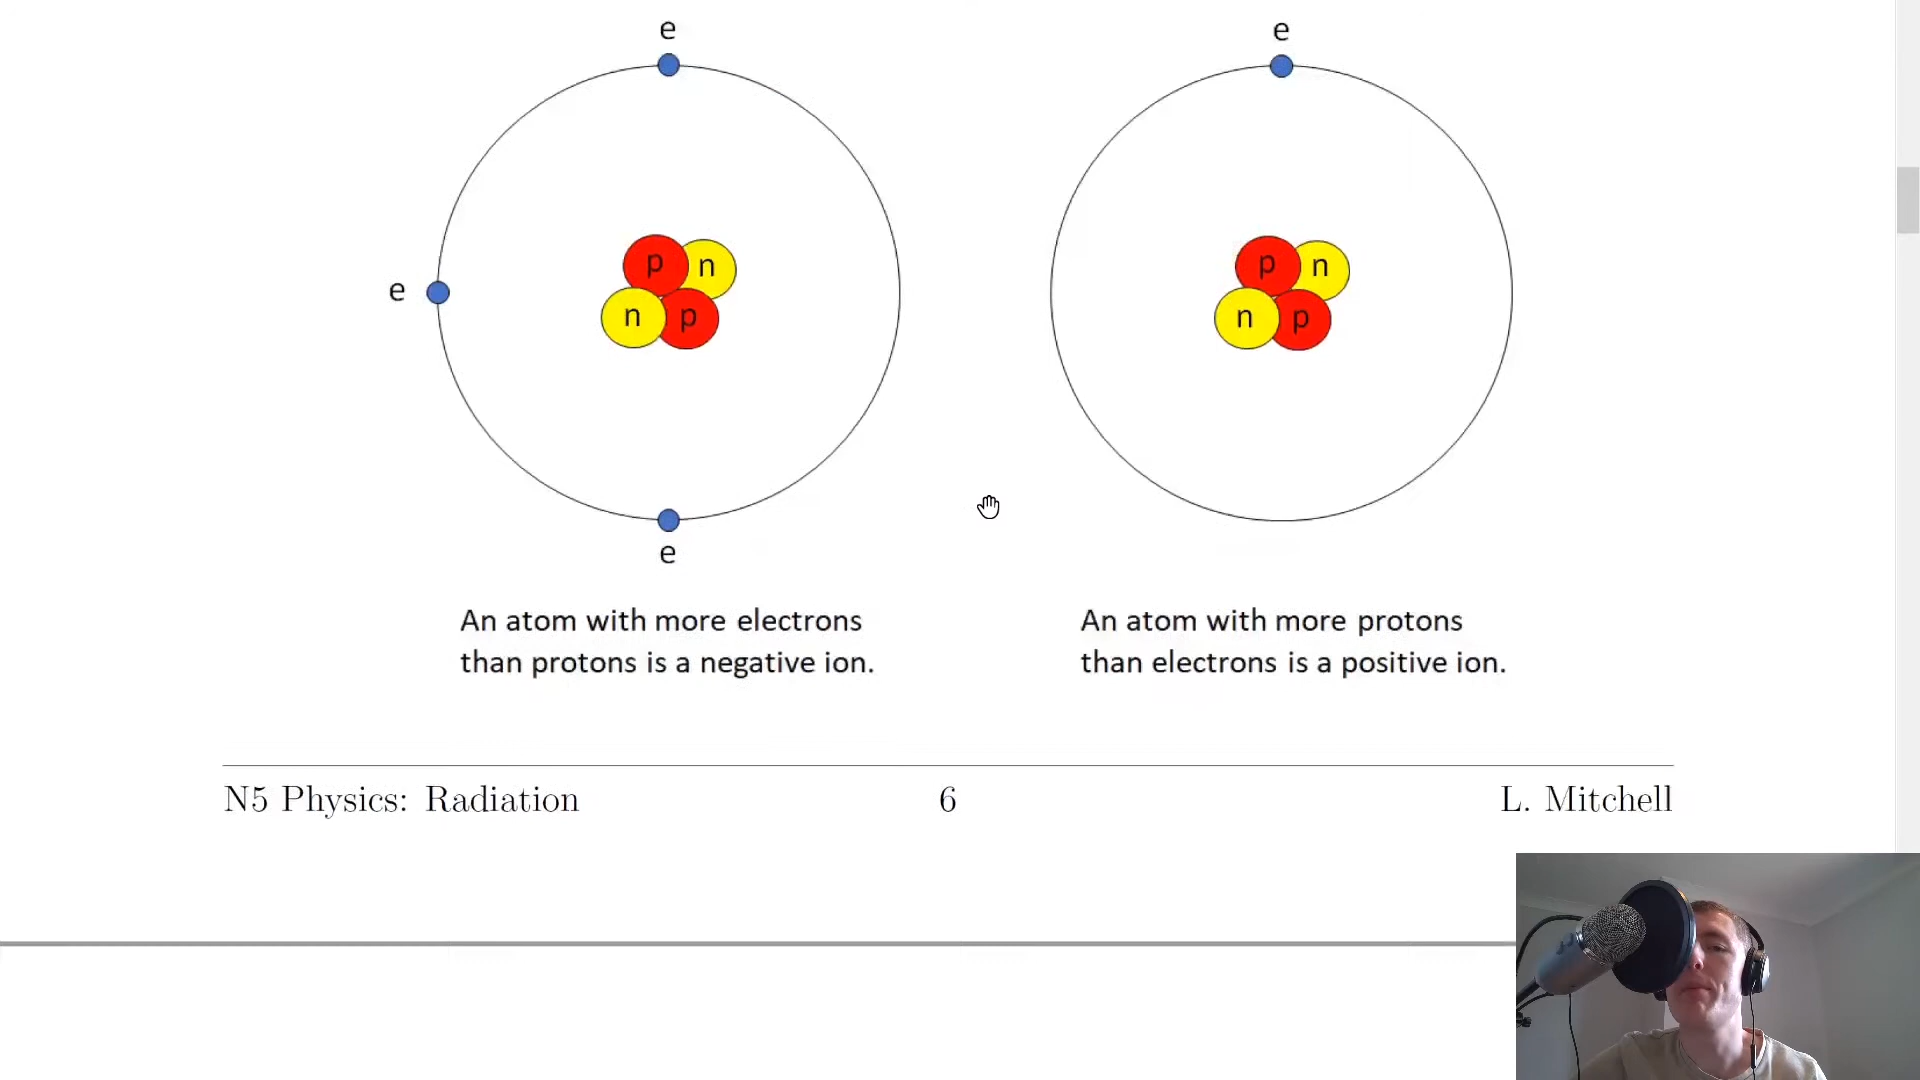 e
e
p n
p n
n p
n p
e
e
An atom with more electrons
than protons is a negative ion.
An atom with more protons
than electrons is a positive ion.
N5 Physics: Radiation
6
L. Mitchell